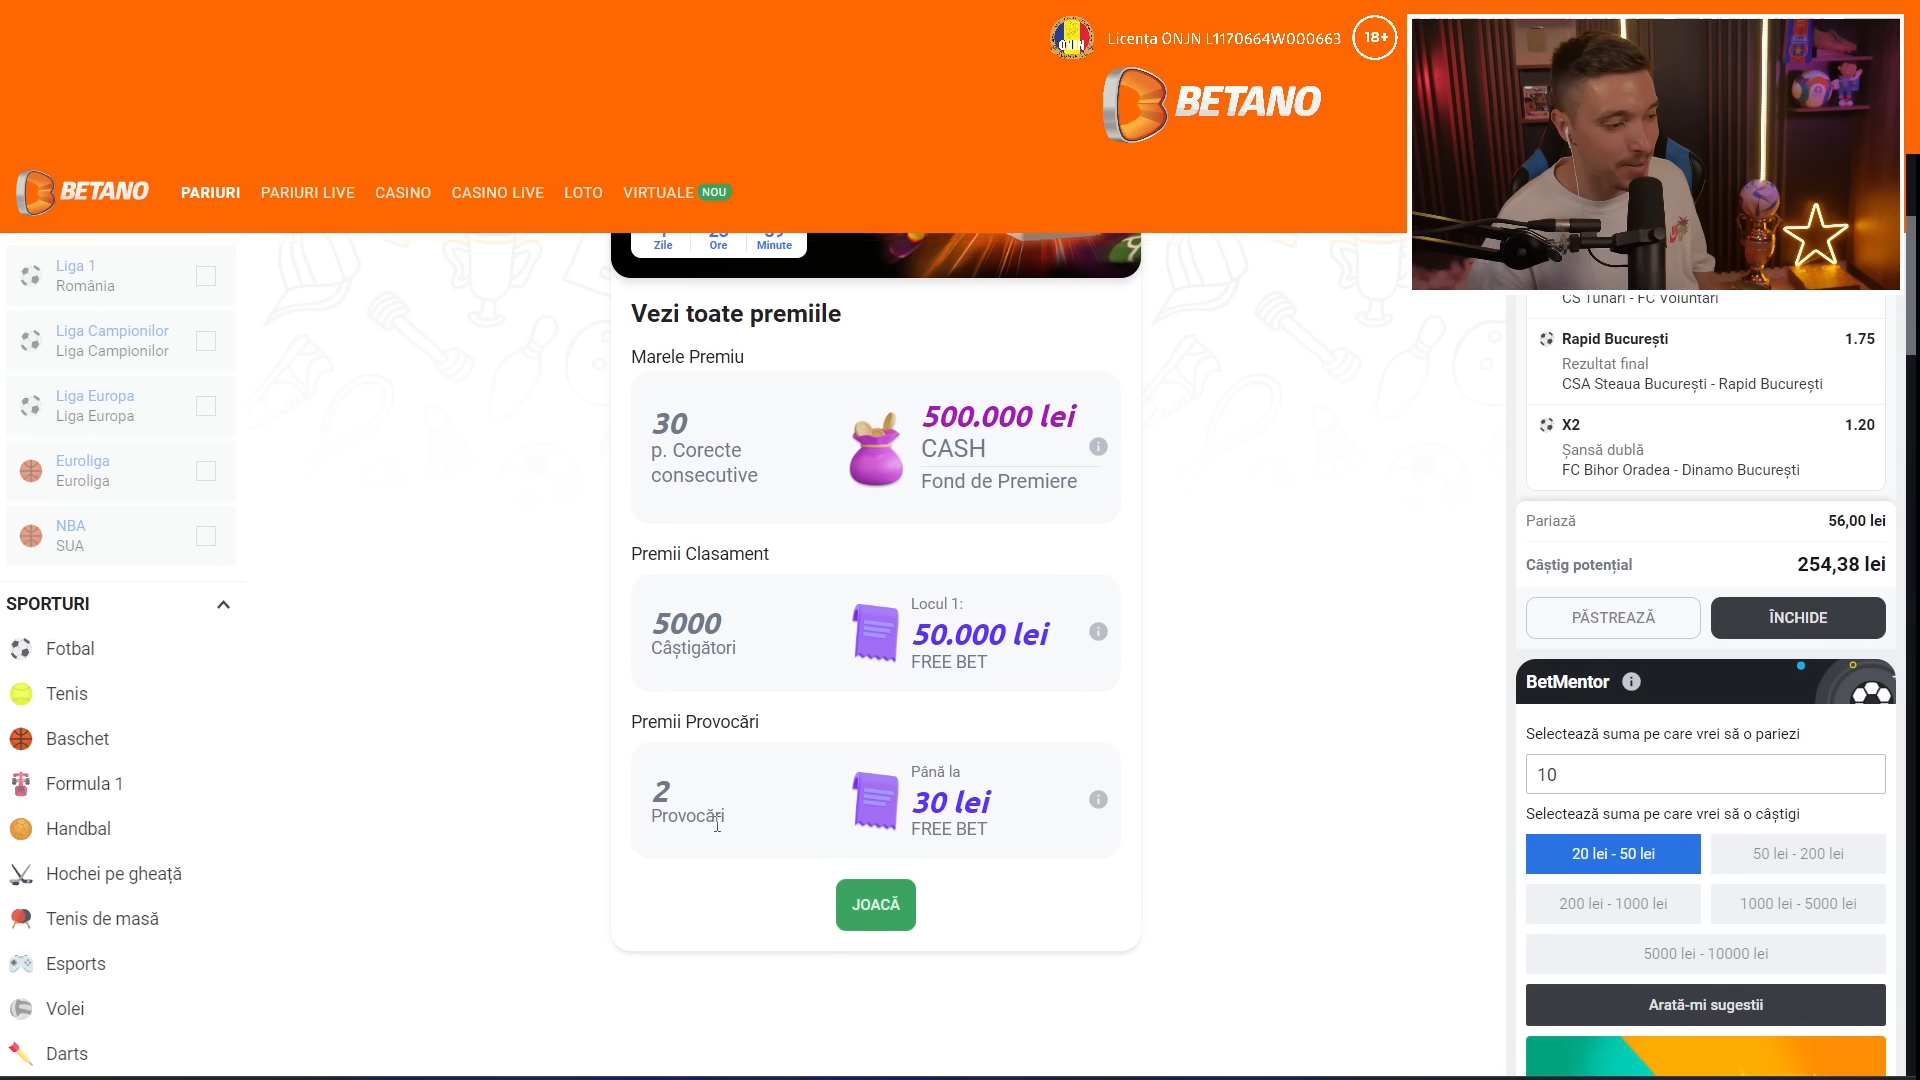 ONJN
Licența ONJN L1170664W000663
18+
BETANO
BETANO
PARIURI
PARIURI LIVE
CASINO
CASINO LIVE
LOTO
VIRTUALE NOU
Zile
Ore
Minute
Liga 1
România
Liga Campionilor
Liga Campionilor
Liga Europa
Liga Europa
Euroliga
Euroliga
NBA
SUA
SPORTURI
Fotbal
Tenis
Baschet
Formula 1
Handbal
Hochei pe gheață
Tenis de masă
Esports
Volei
Darts
Vezi toate premiile
Marele Premiu
30
p. Corecte
consecutive
500.000 lei
CASH
Fond de Premiere
Premii Clasament
5000
Câștigători
Locul 1:
50.000 lei
FREE BET
Premii Provocări
2
Provocări
Până la
30 lei
FREE BET
JOACĂ
CS Tunari - FC Voluntari
Rapid București 1.75
Rezultat final
CSA Steaua București - Rapid București
X2 1.20
Șansă dublă
FC Bihor Oradea - Dinamo București
Pariază 56,00 lei
Câștig potențial 254,38 lei
PĂSTREAZĂ
ÎNCHIDE
BetMentor
Selectează suma pe care vrei să o pariezi
10
Selectează suma pe care vrei să o câștigi
20 lei - 50 lei
50 lei - 200 lei
200 lei - 1000 lei
1000 lei - 5000 lei
5000 lei - 10000 lei
Arată-mi sugestii